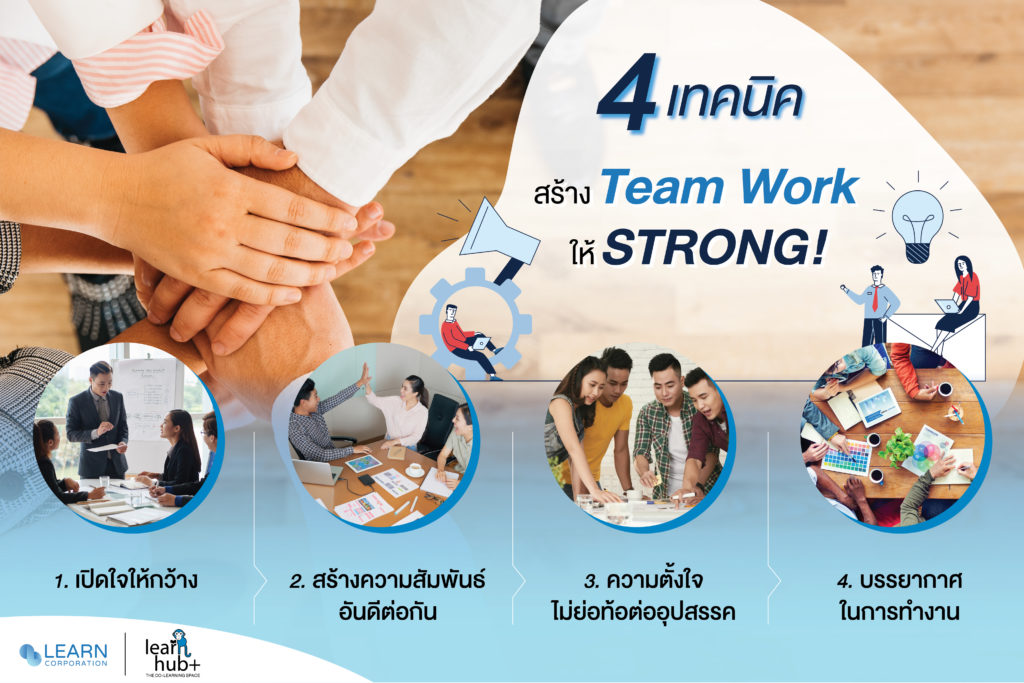 4 เทคนิค
สร้าง Team Work
ให้ STRONG!
1. เปิดใจให้กว้าง
2. สร้างความสัมพันธ์
อันดีต่อกัน
3. ความตั้งใจ
ไม่ย่อท้อต่ออุปสรรค
4. บรรยากาศ
ในการทำงาน
LEARN
CORPORATION
learn
hub+
THE CO-LEARNING SPACE